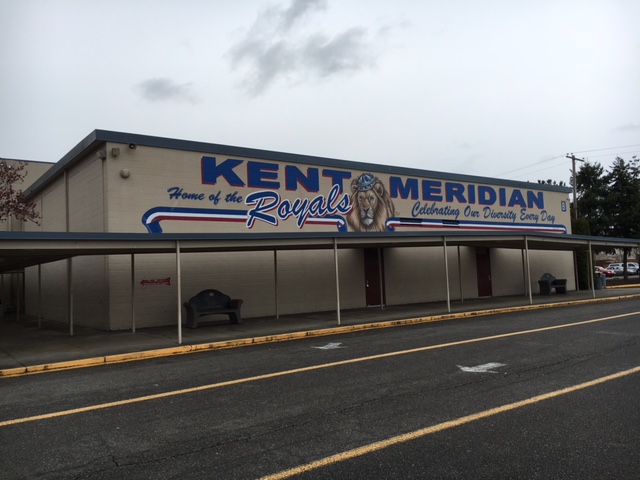 KENT MERIDIAN
Home of the Royals Celebrating Our Diversity Every Day